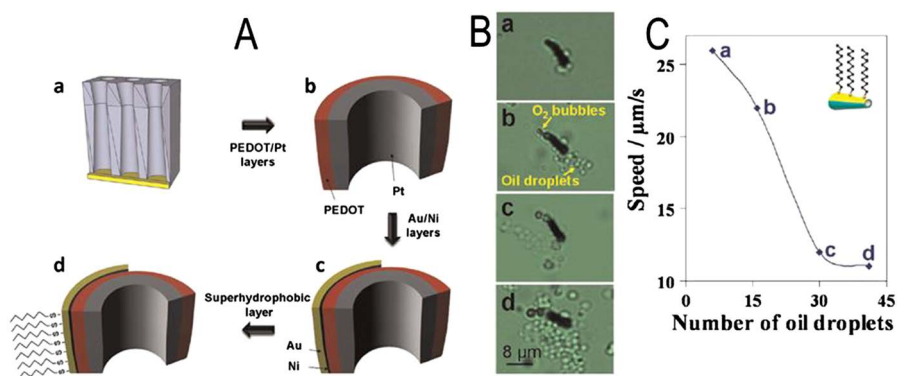 A
a
b
PEDOT/Pt
layers
Pt
PEDOT
Au/Ni
layers
d
c
Superhydrophobic
layer
Au
Ni
S
S
S
S
S
S
S
B
a
b
O2 bubbles
Oil droplets
c
d
8 μm
C
Speed / μm/s
25
20
15
10
a
b
c
d
0
15
30
45
Number of oil droplets